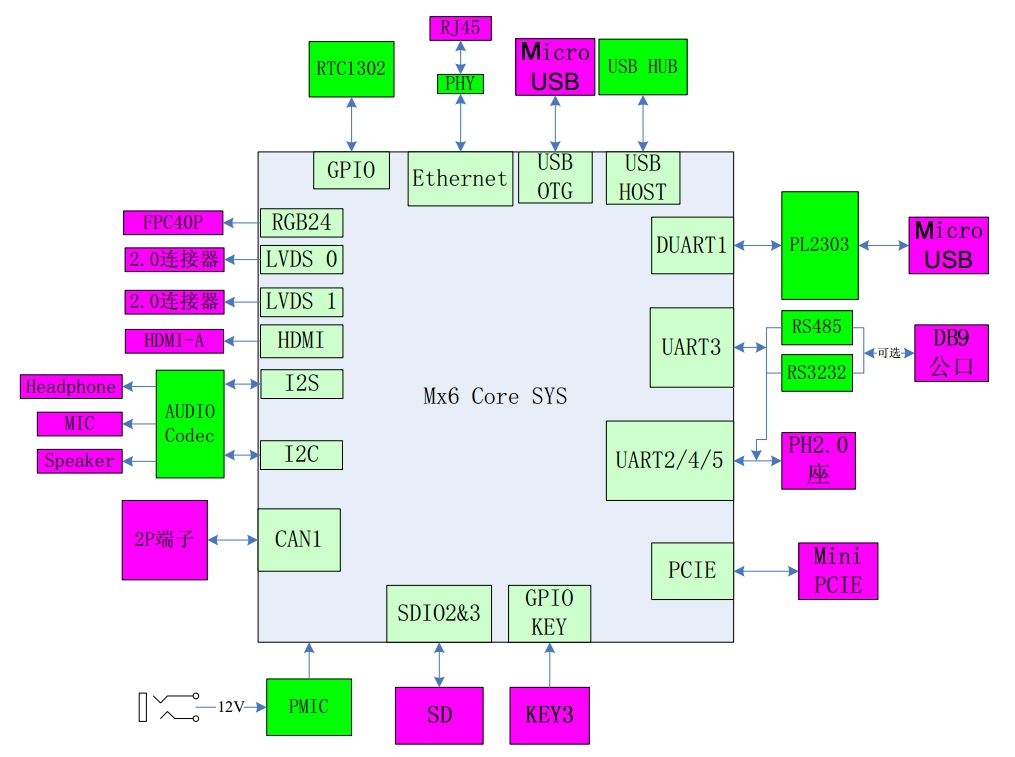 RJ45
RTC1302
PHY
Micro
USB
USB HUB
GPIO
Ethernet
USB
OTG
USB
HOST
FPC40P
RGB24
2.0连接器
LVDS 0
2.0连接器
LVDS 1
HDMI-A
HDMI
Headphone
MIC
Speaker
AUDIO
Codec
I2S
I2C
2P端子
CAN1
Mx6 Core SYS
DUART1
PL2303
Micro
USB
UART3
RS485
RS3232
可选
DB9
公口
UART2/4/5
PH2.0
座
PCIE
Mini
PCIE
SDIO2&3
GPIO
KEY
12V
PMIC
SD
KEY3